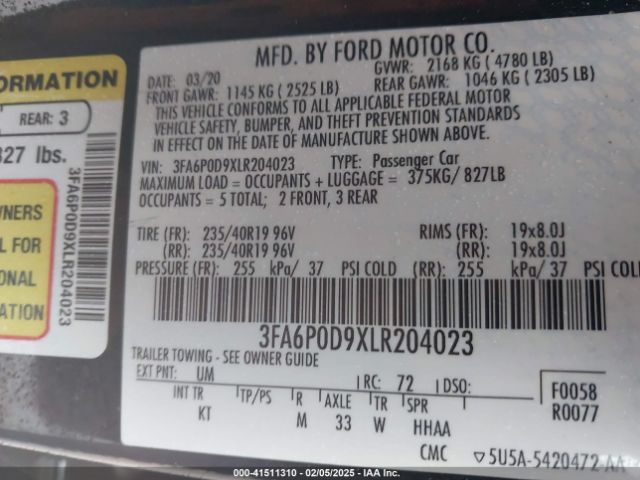 MFD. BY FORD MOTOR CO.
DATE: 03/20
GVWR: 2168 KG ( 4780 LB)
FRONT GAWR: 1145 KG ( 2525 LB)
REAR GAWR: 1046 KG ( 2305 LB)
THIS VEHICLE CONFORMS TO ALL APPLICABLE FEDERAL MOTOR
VEHICLE SAFETY, BUMPER, AND THEFT PREVENTION STANDARDS
IN EFFECT ON THE DATE OF MANUFACTURE SHOWN ABOVE.
VIN: 3FA6P0D9XLR204023 TYPE: Passenger Car
MAXIMUM LOAD = OCCUPANTS + LUGGAGE = 375KG/ 827LB
OCCUPANTS = 5 TOTAL; 2 FRONT, 3 REAR
TIRE (FR): 235/40R19 96V RIMS (FR): 19x8.0J
(RR): 235/40R19 96V (RR): 19x8.0J
PRESSURE (FR): 255 kPa/ 37 PSI COLD (RR): 255 kPa/ 37 PSI COLD
3FA6P0D9XLR204023
TRAILER TOWING - SEE OWNER GUIDE
EXT PNT: UM RC: 72 DSO:
F0058
R0077
INT TR TP/PS R AXLE TR SPR
KT M 33 W HHAA
CMC ▽5U5A-5420472-AA
FORMATION
REAR: 3
827 lbs.
3FA6P0D9XLR204023
WNERS
L FOR
ONAL
ATION
000-41511310 - 02/05/2025 - IAAI.COM